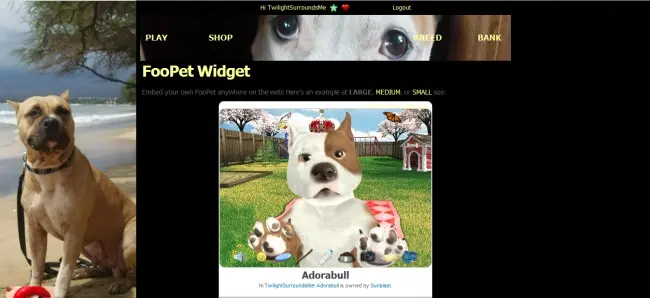 Hi TwilightSurroundsMe Logout
PLAY SHOP BREED BANK
FooPet Widget
Embed your own FooPet anywhere on the web! Here's an example at LARGE, MEDIUM, or SMALL size:
Adorabull
Hi TwilightSurroundsMe! Adorabull is owned by Sunblast